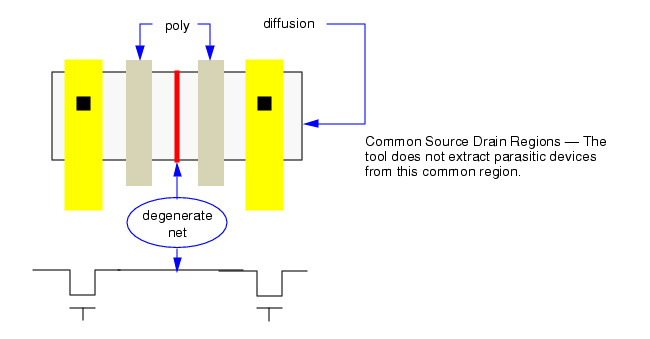 poly
diffusion
Common Source Drain Regions — The
tool does not extract parasitic devices
from this common region.
degenerate
net